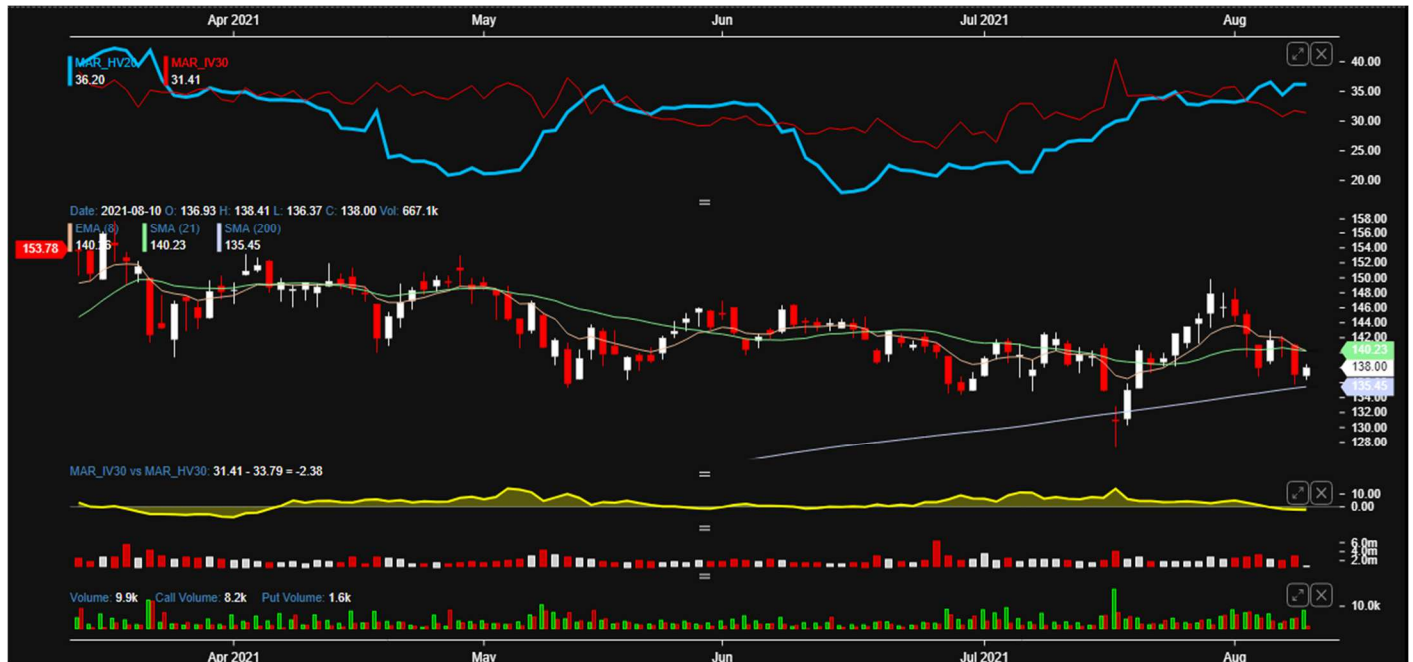 Apr 2021 May Jun Jul 2021 Aug
MAR_HV20 MAR_IV30
36.20 31.41
40.00
35.00
30.00
25.00
20.00
Date: 2021-08-10 O: 136.93 H: 138.41 L: 136.37 C: 138.00 Vol: 667.1k
EMA (8) SMA (21) SMA (200)
140.23 135.45
153.78
158.00
156.00
154.00
152.00
150.00
148.00
146.00
144.00
142.00
140.23
138.00
135.45
134.00
132.00
130.00
128.00
MAR_IV30 vs MAR_HV30: 31.41 - 33.79 = -2.38
10.00
0.00
6.0m
4.0m
2.0m
Volume: 9.9k Call Volume: 8.2k Put Volume: 1.6k
10.0k
Apr 2021 May Jun Jul 2021 Aug